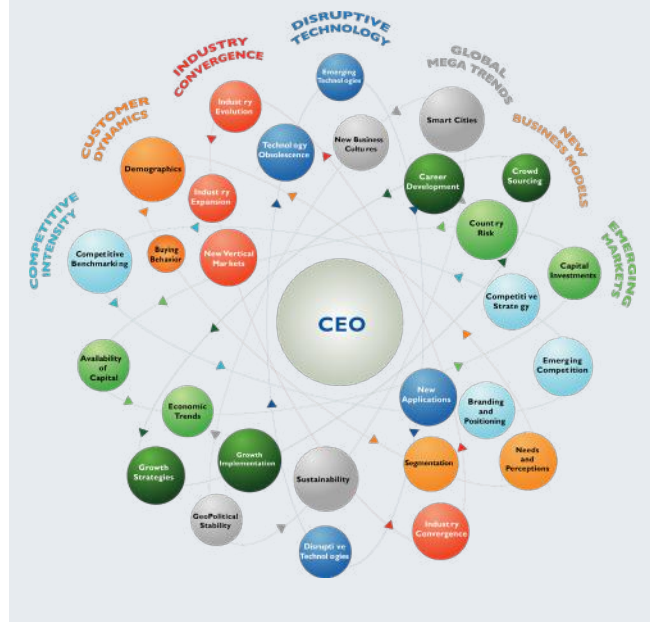 DISRUPTIVE
TECHNOLOGY
INDUSTRY
CONVERGENCE
GLOBAL
MEGA TRENDS
CUSTOMER
DYNAMICS
NEW
BUSINESS MODELS
COMPETITIVE
INTENSITY
EMERGING
MARKETS
Emerging
Technologies
Industry
Evolution
Smart Cities
Technology
Obsolescence
New Business
Cultures
Demographics
Career
Development
Crowd
Sourcing
Industry
Expansion
Country
Risk
Competitive
Benchmarking
Buying
Behavior
New Vertical
Markets
Capital
Investments
Competitive
Strategy
CEO
Availability
of
Capital
Emerging
Competition
New
Applications
Economic
Trends
Branding
and
Positioning
Growth
Strategies
Growth
Implementation
Sustainability
Segmentation
Needs
and
Perceptions
GeoPolitical
Stability
Industry
Convergence
Disruptive
Technologies